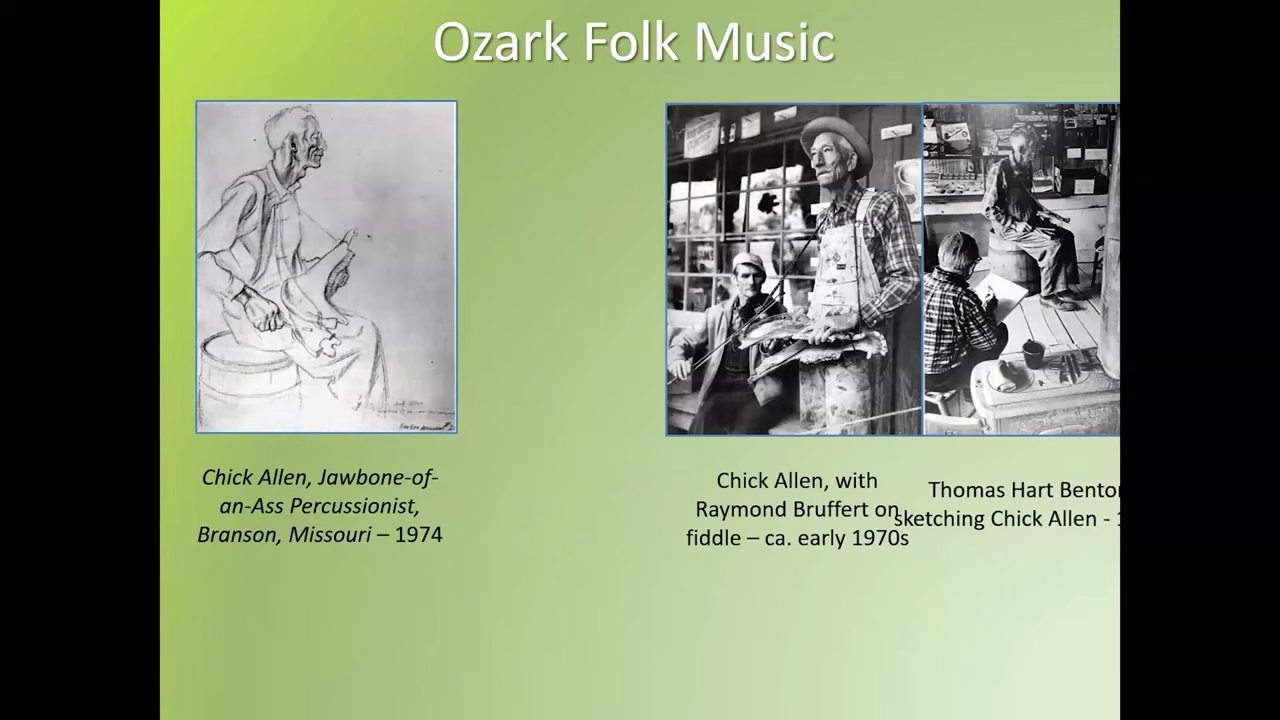 Ozark Folk Music
Chick Allen, Jawbone-of-
an-Ass Percussionist,
Branson, Missouri – 1974
Chick Allen, with
Raymond Bruffert on
fiddle – ca. early 1970s
Thomas Hart Benton
sketching Chick Allen -